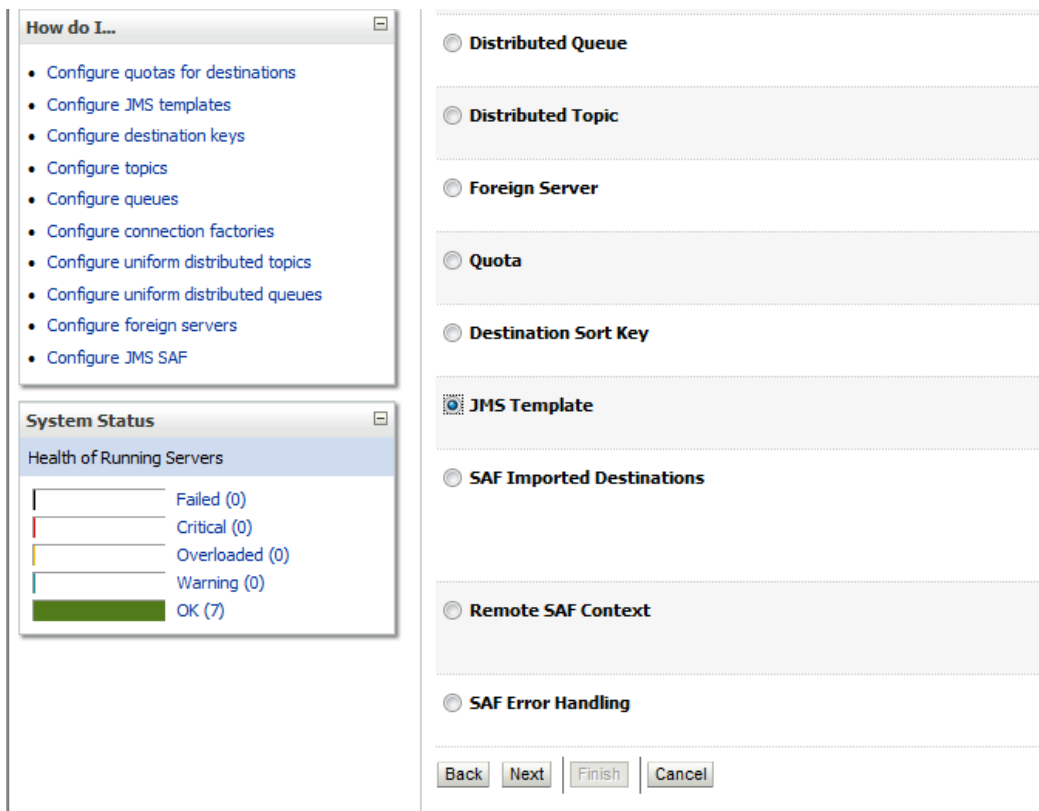 How do I...
Configure quotas for destinations
Configure JMS templates
Configure destination keys
Configure topics
Configure queues
Configure connection factories
Configure uniform distributed topics
Configure uniform distributed queues
Configure foreign servers
Configure JMS SAF
System Status
Health of Running Servers
Failed (0)
Critical (0)
Overloaded (0)
Warning (0)
OK (7)
Distributed Queue
Distributed Topic
Foreign Server
Quota
Destination Sort Key
JMS Template
SAF Imported Destinations
Remote SAF Context
SAF Error Handling
Back Next Finish Cancel